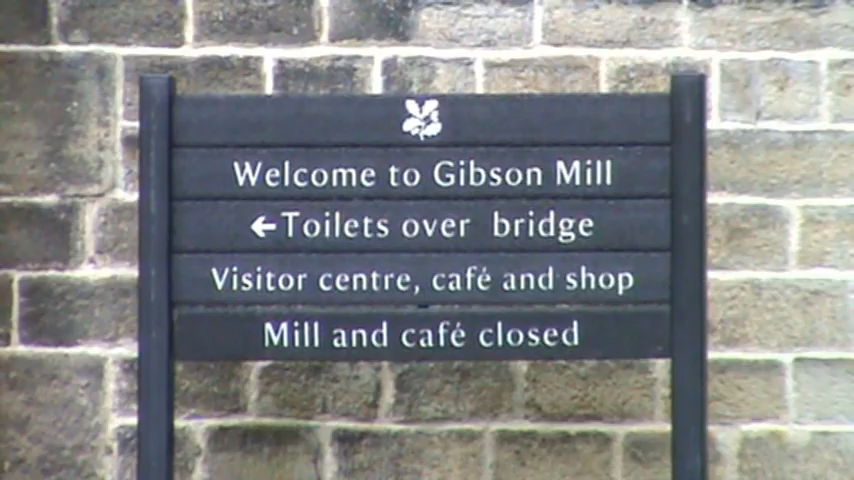 Welcome to Gibson Mill
←Toilets over bridge
Visitor centre, café and shop
Mill and café closed